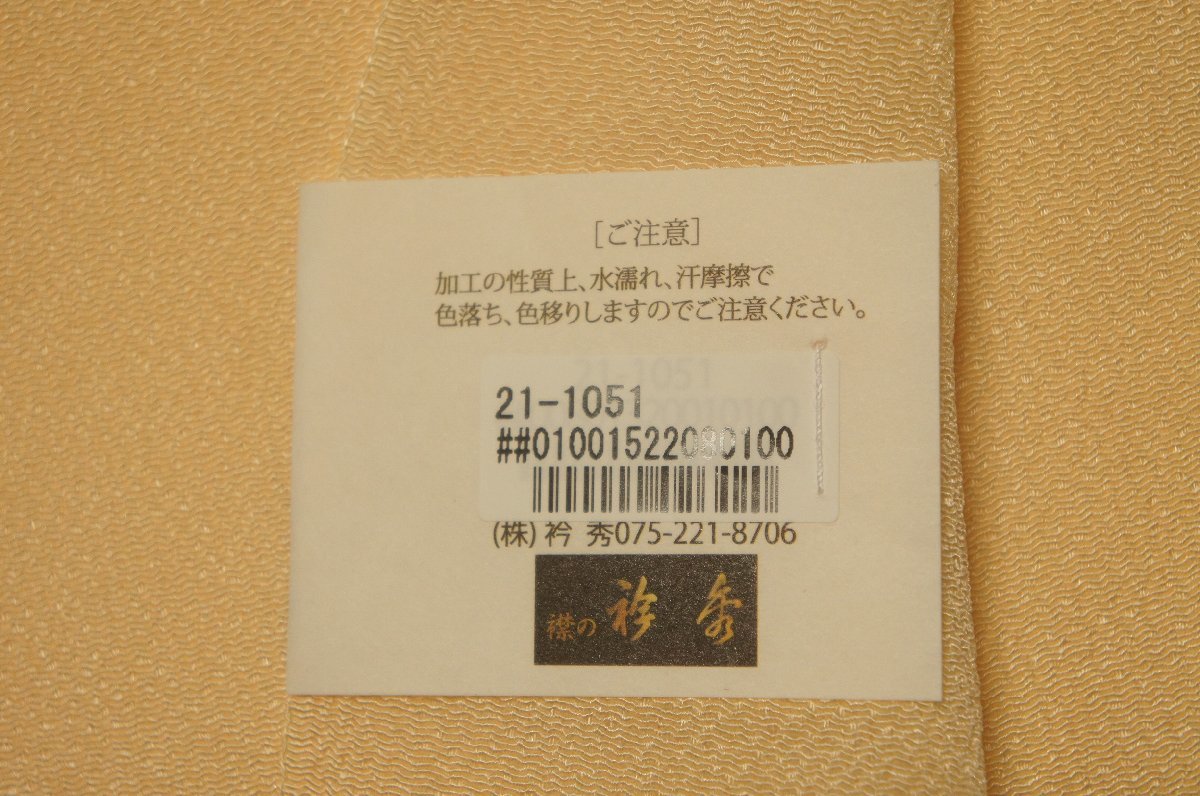 ［ご注意］
加工の性質上、水濡れ、汗摩擦で
色落ち、色移りしますのでご注意ください。
21-1051
##01001522080100
(株) 衿 秀075-221-8706
襟の 衿 秀